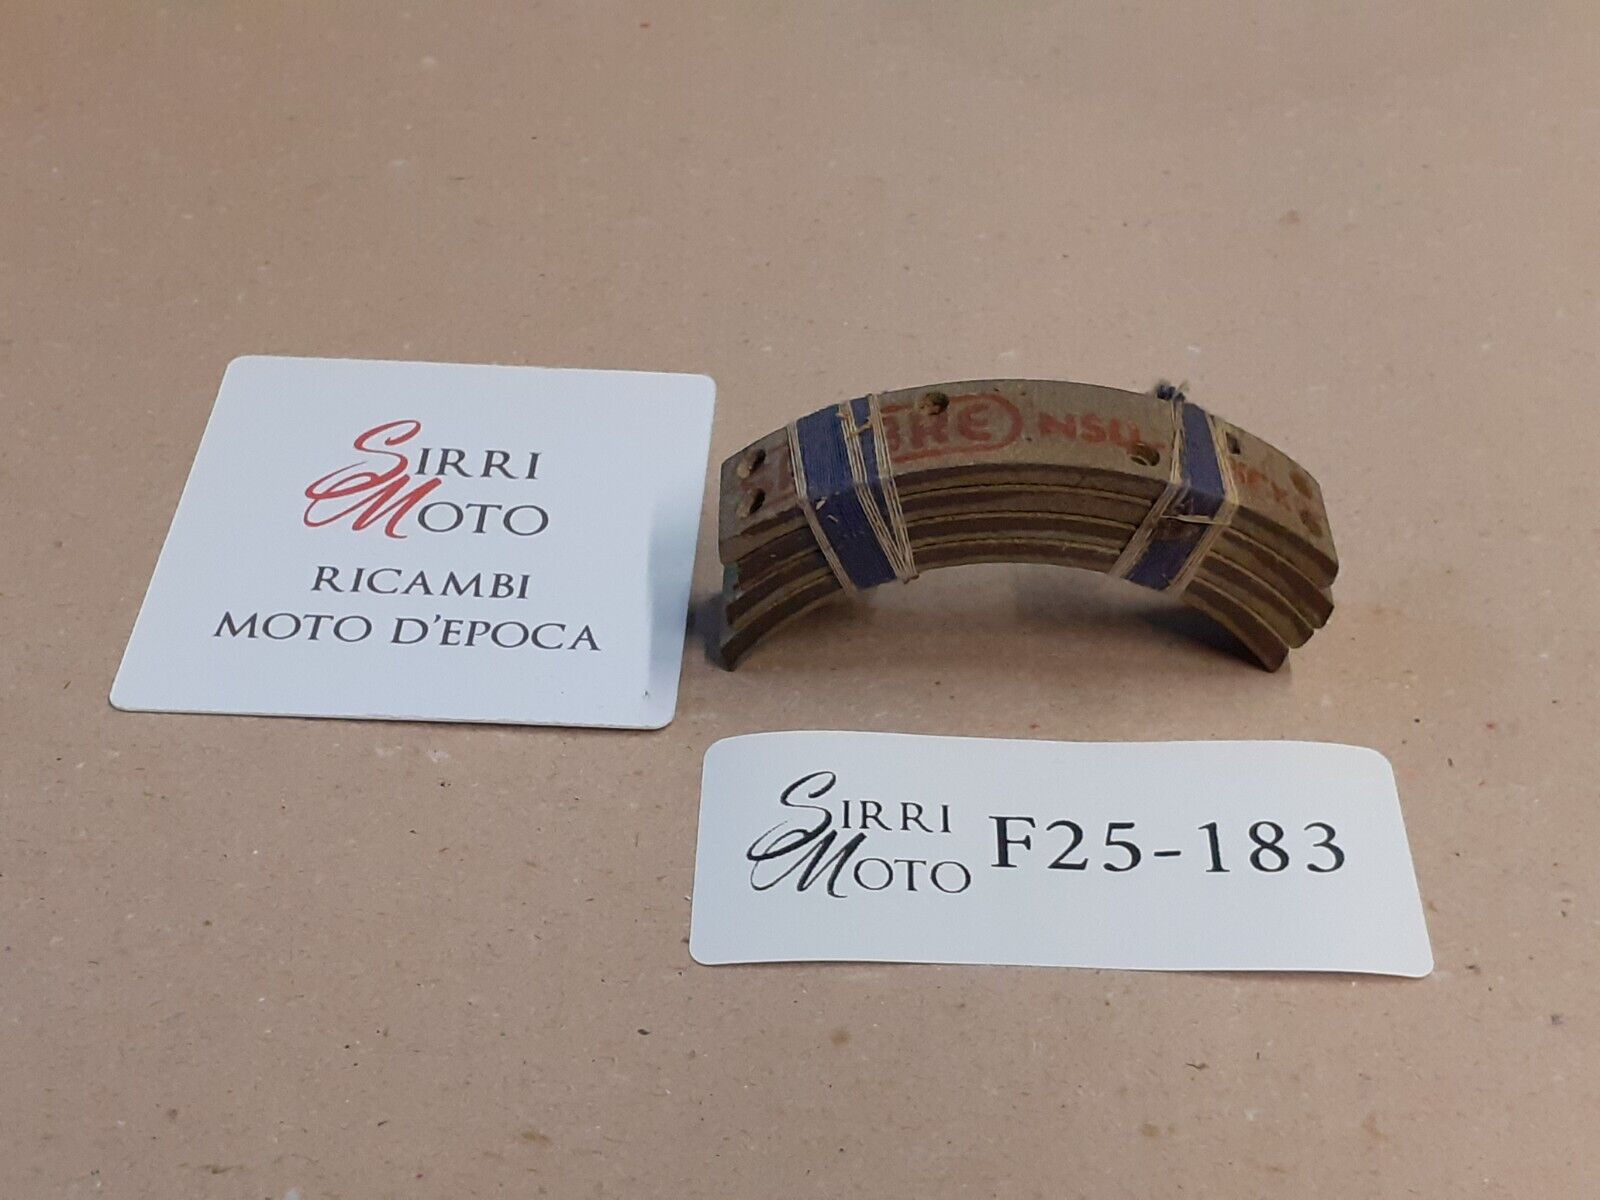 SIRRI
MOTO
RICAMBI
MOTO D'EPOCA
NSU
SIRRI
MOTO
F25-183